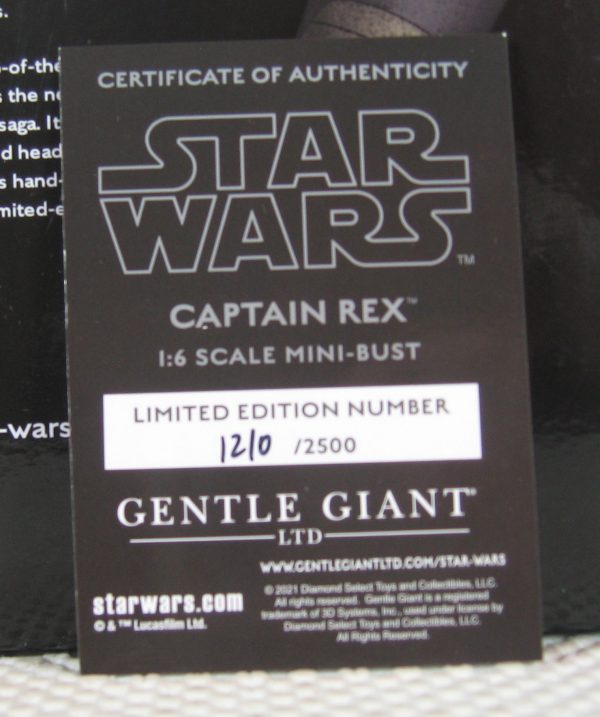 s.
-of-the
s the ne
saga. It
d head
s hand-
mited-e
-wars
CERTIFICATE OF AUTHENTICITY
STAR
WARS™
CAPTAIN REX™
1:6 SCALE MINI-BUST
LIMITED EDITION NUMBER
1210 /2500
GENTLE GIANT®
LTD
WWW.GENTLEGIANTLTD.COM/STAR-WARS
starwars.com
© & ™ Lucasfilm Ltd.
© 2021 Diamond Select Toys and Collectibles, LLC.
All rights reserved. Gentle Giant is a registered
trademark of 3D Systems, Inc., used under license by
Diamond Select Toys and Collectibles, LLC.
All Rights Reserved.